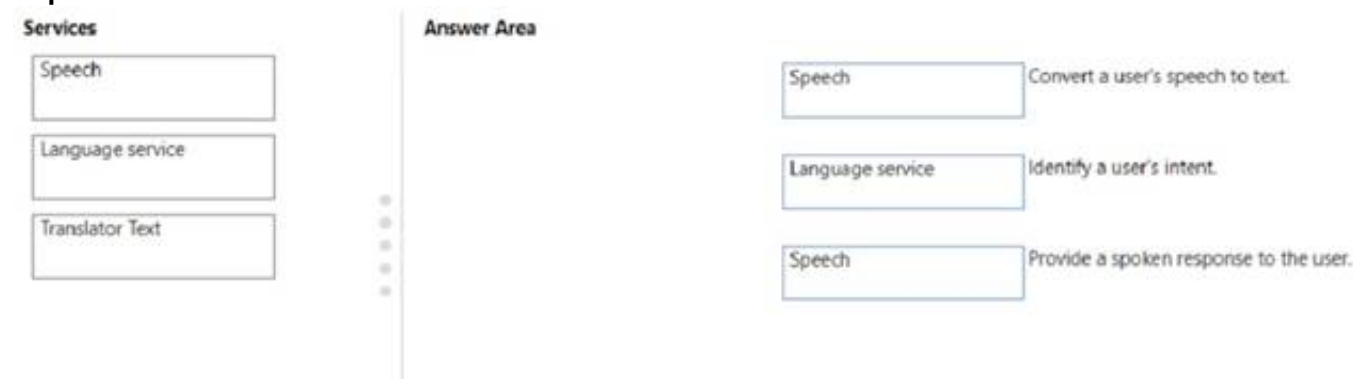 Services
Answer Area
Speech
Language service
Translator Text
Speech Convert a user's speech to text.
Language service Identify a user's intent.
Speech Provide a spoken response to the user.